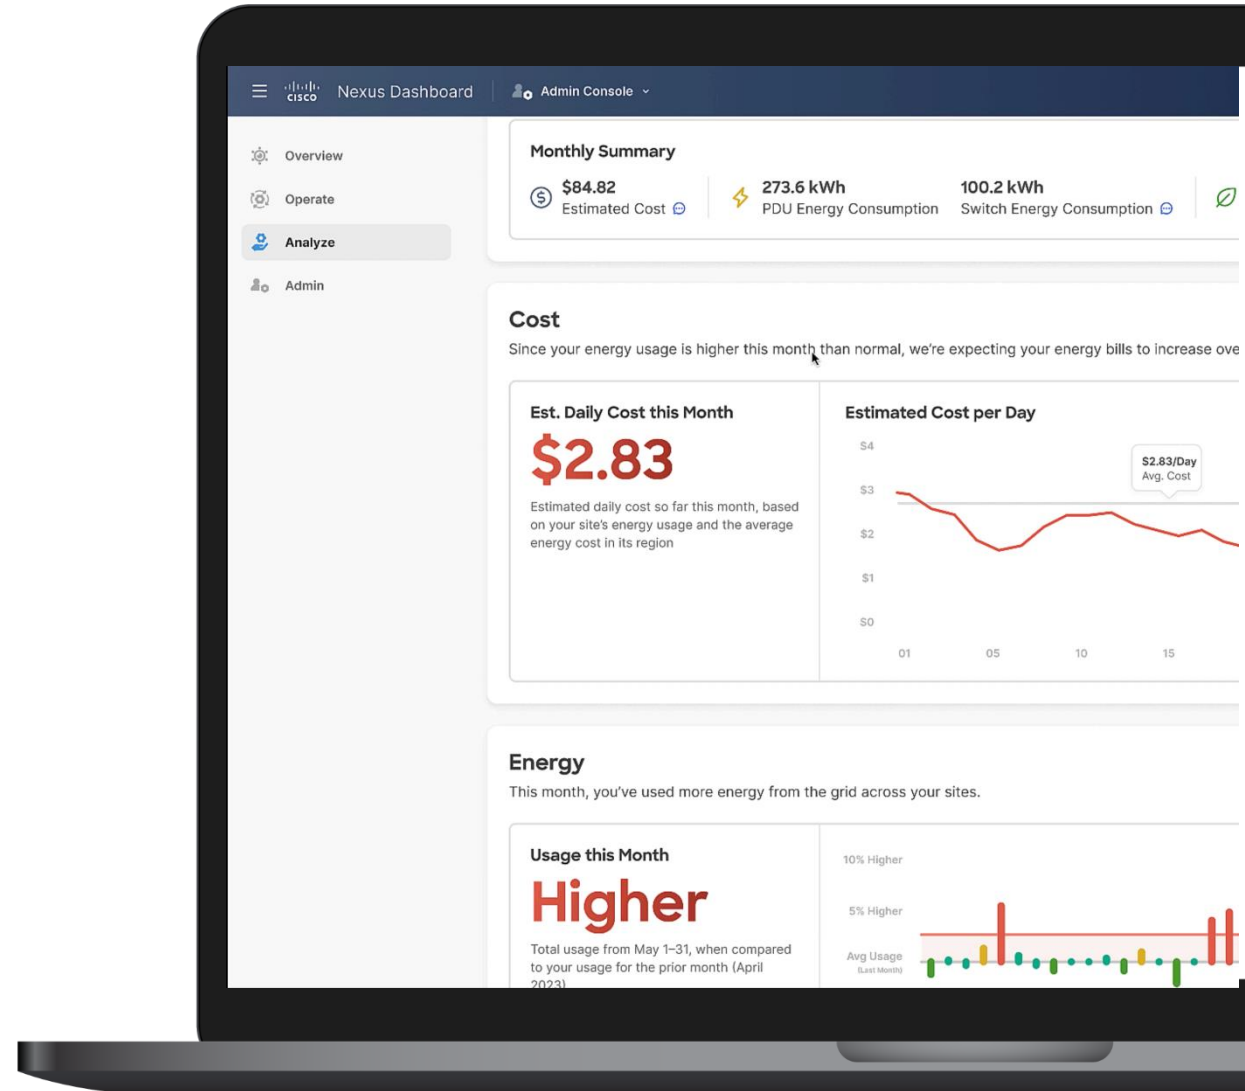 CISCO Nexus Dashboard Admin Console
Overview
Operate
Analyze
Admin
Monthly Summary
$84.82
Estimated Cost
273.6 kWh
PDU Energy Consumption
100.2 kWh
Switch Energy Consumption
Cost
Since your energy usage is higher this month than normal, we're expecting your energy bills to increase ove
Est. Daily Cost this Month
$2.83
Estimated daily cost so far this month, based
on your site's energy usage and the average
energy cost in its region
Estimated Cost per Day
$4
$3
$2
$1
$0
$2.83/Day
Avg. Cost
01 05 10 15
Energy
This month, you've used more energy from the grid across your sites.
Usage this Month
Higher
Total usage from May 1–31, when compared
to your usage for the prior month (April
2023)
10% Higher
5% Higher
Avg Usage
(Last Month)